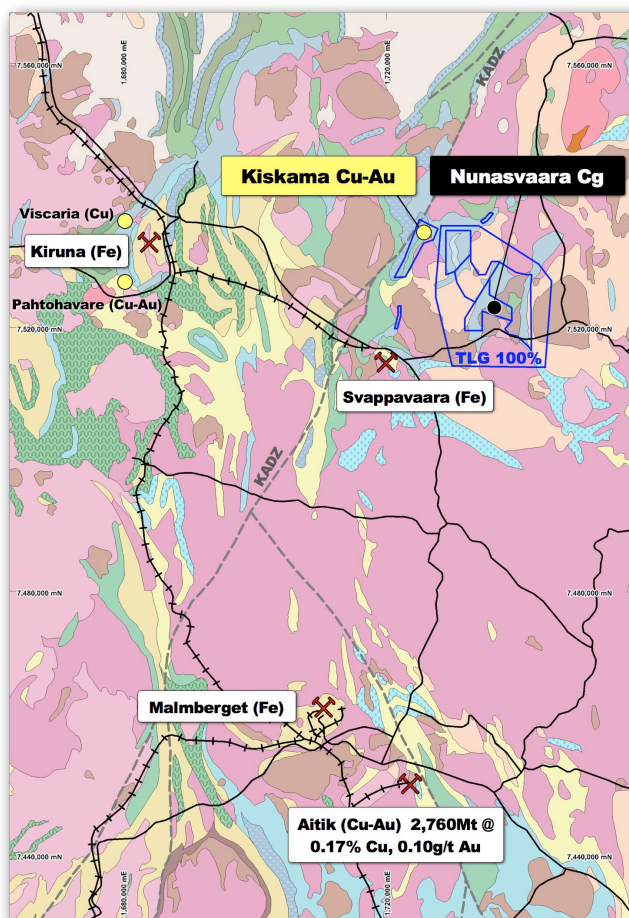 7,560,000 mN
1,680,000 mE
1,720,000 mE
KADZ
7,560,000 mN
Kiskama Cu-Au
Nunasvaara Cg
Viscaria (Cu)
Kiruna (Fe)
Pahtohavare (Cu-Au)
7,520,000 mN
7,520,000 mN
TLG 100%
Svappavaara (Fe)
KADZ
7,480,000 mN
7,480,000 mN
Malmberget (Fe)
Aitik (Cu-Au) 2,760Mt @
0.17% Cu, 0.10g/t Au
7,440,000 mN
7,440,000 mN
1,680,000 mE
1,720,000 mE